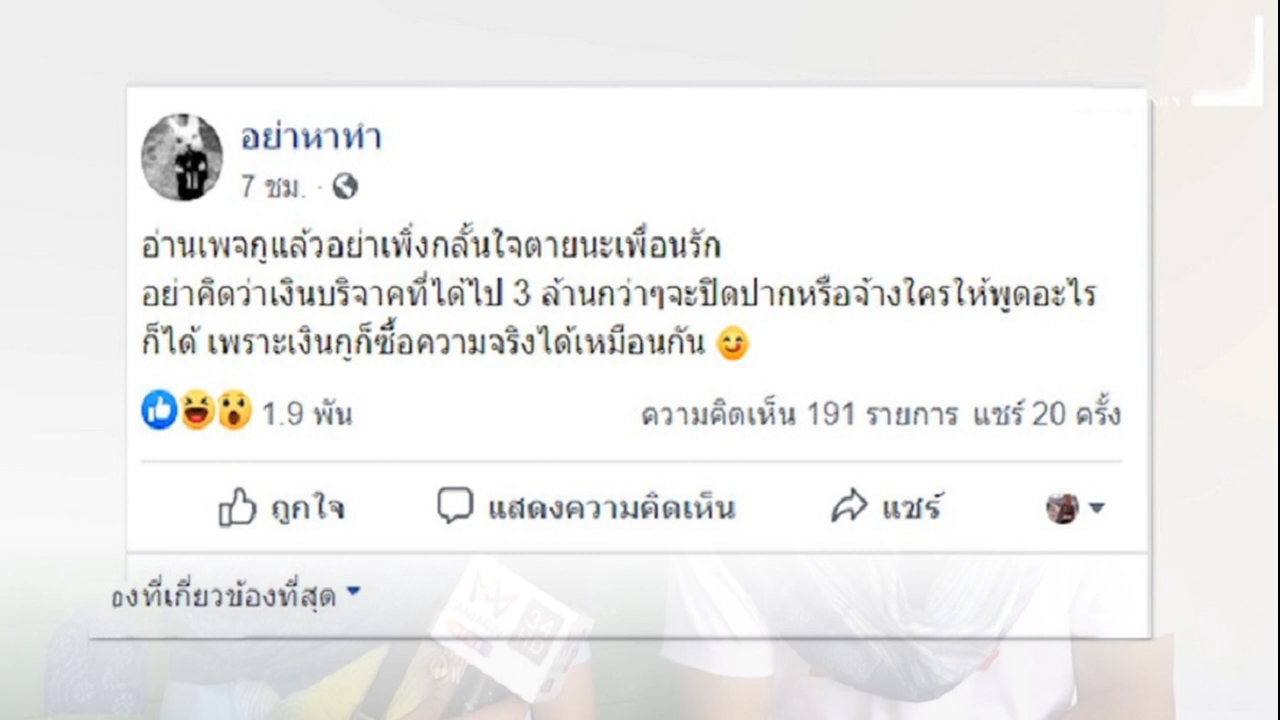 อย่าหาทำ
7 ชม.
อ่านเพจกูแล้วอย่าเพิ่งกลั้นใจตายนะเพื่อนรัก
อย่าคิดว่าเงินบริจาคที่ได้ไป 3 ล้านกว่าๆจะปิดปากหรือจ้างใครให้พูดอะไร
ก็ได้ เพราะเงินกูก็ซื้อความจริงได้เหมือนกัน 😊
1.9 พัน ความคิดเห็น 191 รายการ แชร์ 20 ครั้ง
ถูกใจ แสดงความคิดเห็น แชร์
องที่เกี่ยวข้องที่สุด
34 HD